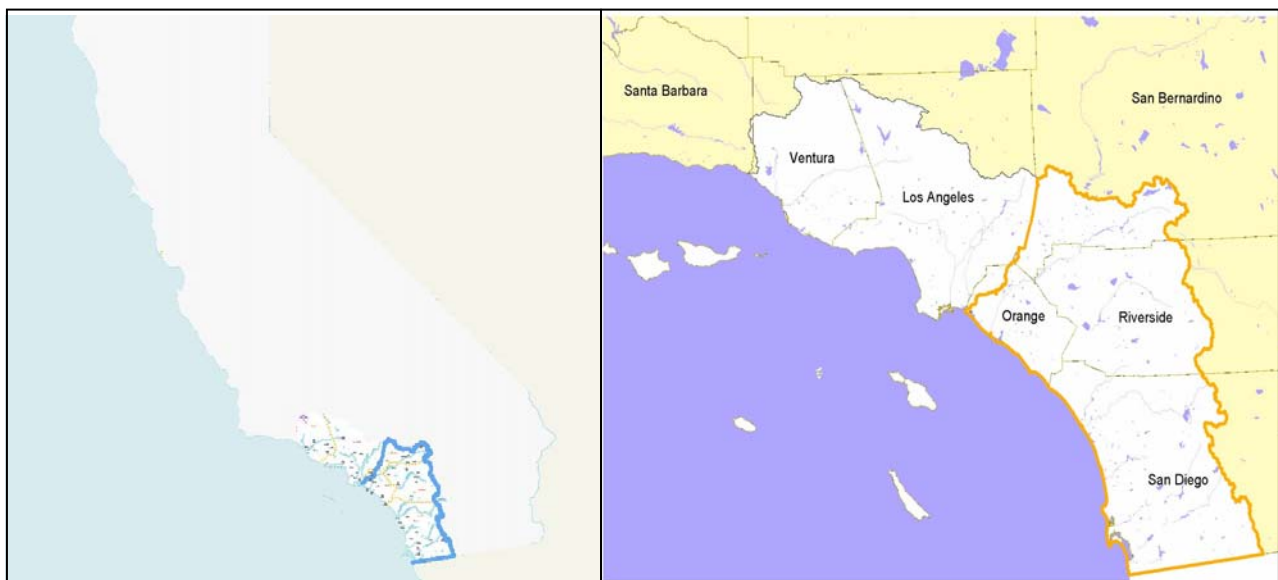 Santa Barbara
San Bernardino
Ventura
Los Angeles
Orange
Riverside
San Diego